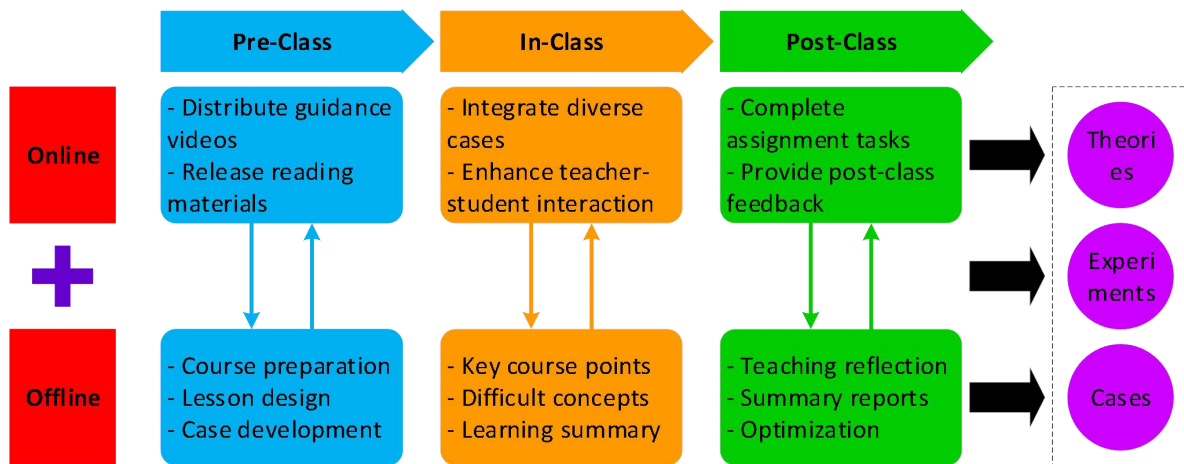 Pre-Class
In-Class
Post-Class
Online
- Distribute guidance
videos
- Release reading
materials
- Integrate diverse
cases
- Enhance teacher-
student interaction
- Complete
assignment tasks
- Provide post-class
feedback
Theori
es
Experi
ments
Offline
- Course preparation
- Lesson design
- Case development
- Key course points
- Difficult concepts
- Learning summary
- Teaching reflection
- Summary reports
- Optimization
Cases